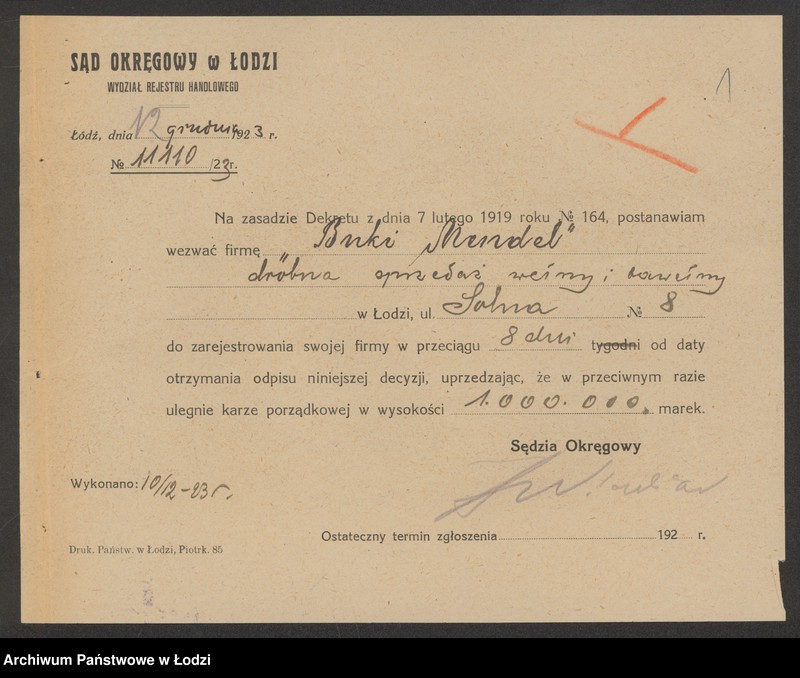 SĄD OKRĘGOWY w ŁODZI
WYDZIAŁ REJESTRU HANDLOWEGO
1
Łódź, dnia 12 grudnia 1923 r.
№ 11110 /23 r.
Na zasadzie Dekretu z dnia 7 lutego 1919 roku № 164, postanawiam
wezwać firmę „Buki Mendel"
dróbna sprzedaż wełny i bawełny
w Łodzi, ul. Solna № 8
do zarejestrowania swojej firmy w przeciągu 8 dni tygodni od daty
otrzymania odpisu niniejszej decyzji, uprzedzając, że w przeciwnym razie
ulegnie karze porządkowej w wysokości 1.000.000. marek.
Sędzia Okręgowy
Wykonano: 10/12-23 r.
Ostateczny termin zgłoszenia 192 r.
Druk. Państw. w Łodzi, Piotrk. 85
Archiwum Państwowe w Łodzi